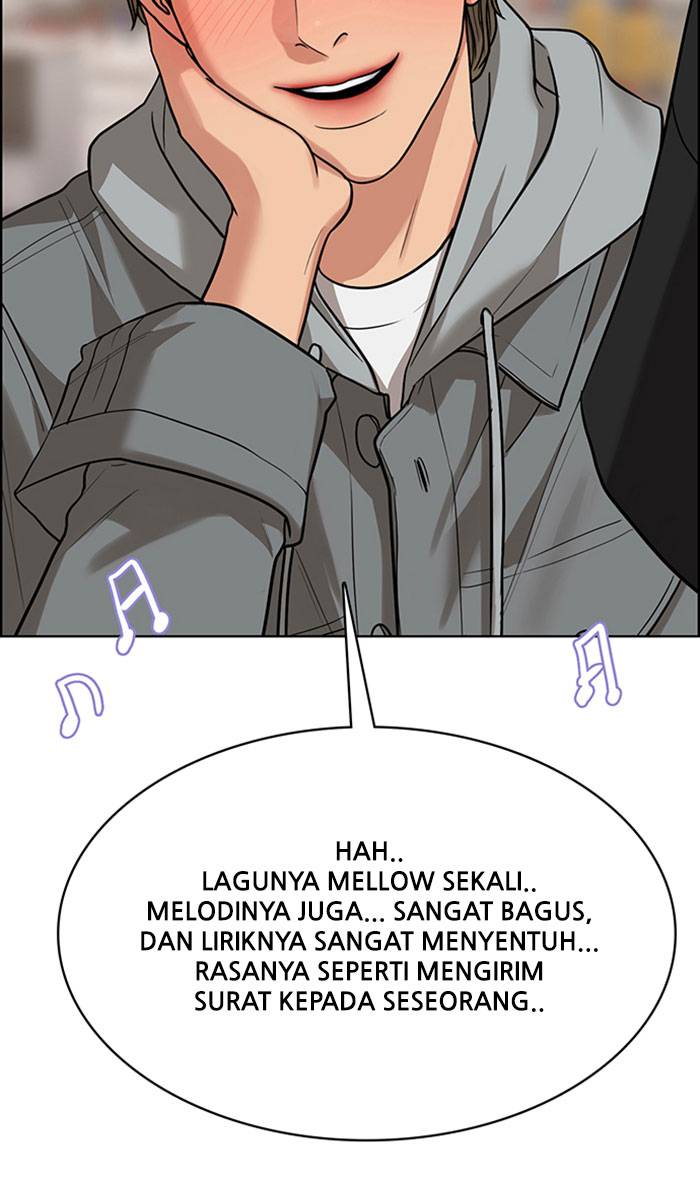 HAH..
LAGUNYA MELLOW SEKALI..
MELODINYA JUGA... SANGAT BAGUS,
DAN LIRIKNYA SANGAT MENYENTUH...
RASANYA SEPERTI MENGIRIM
SURAT KEPADA SESEORANG..